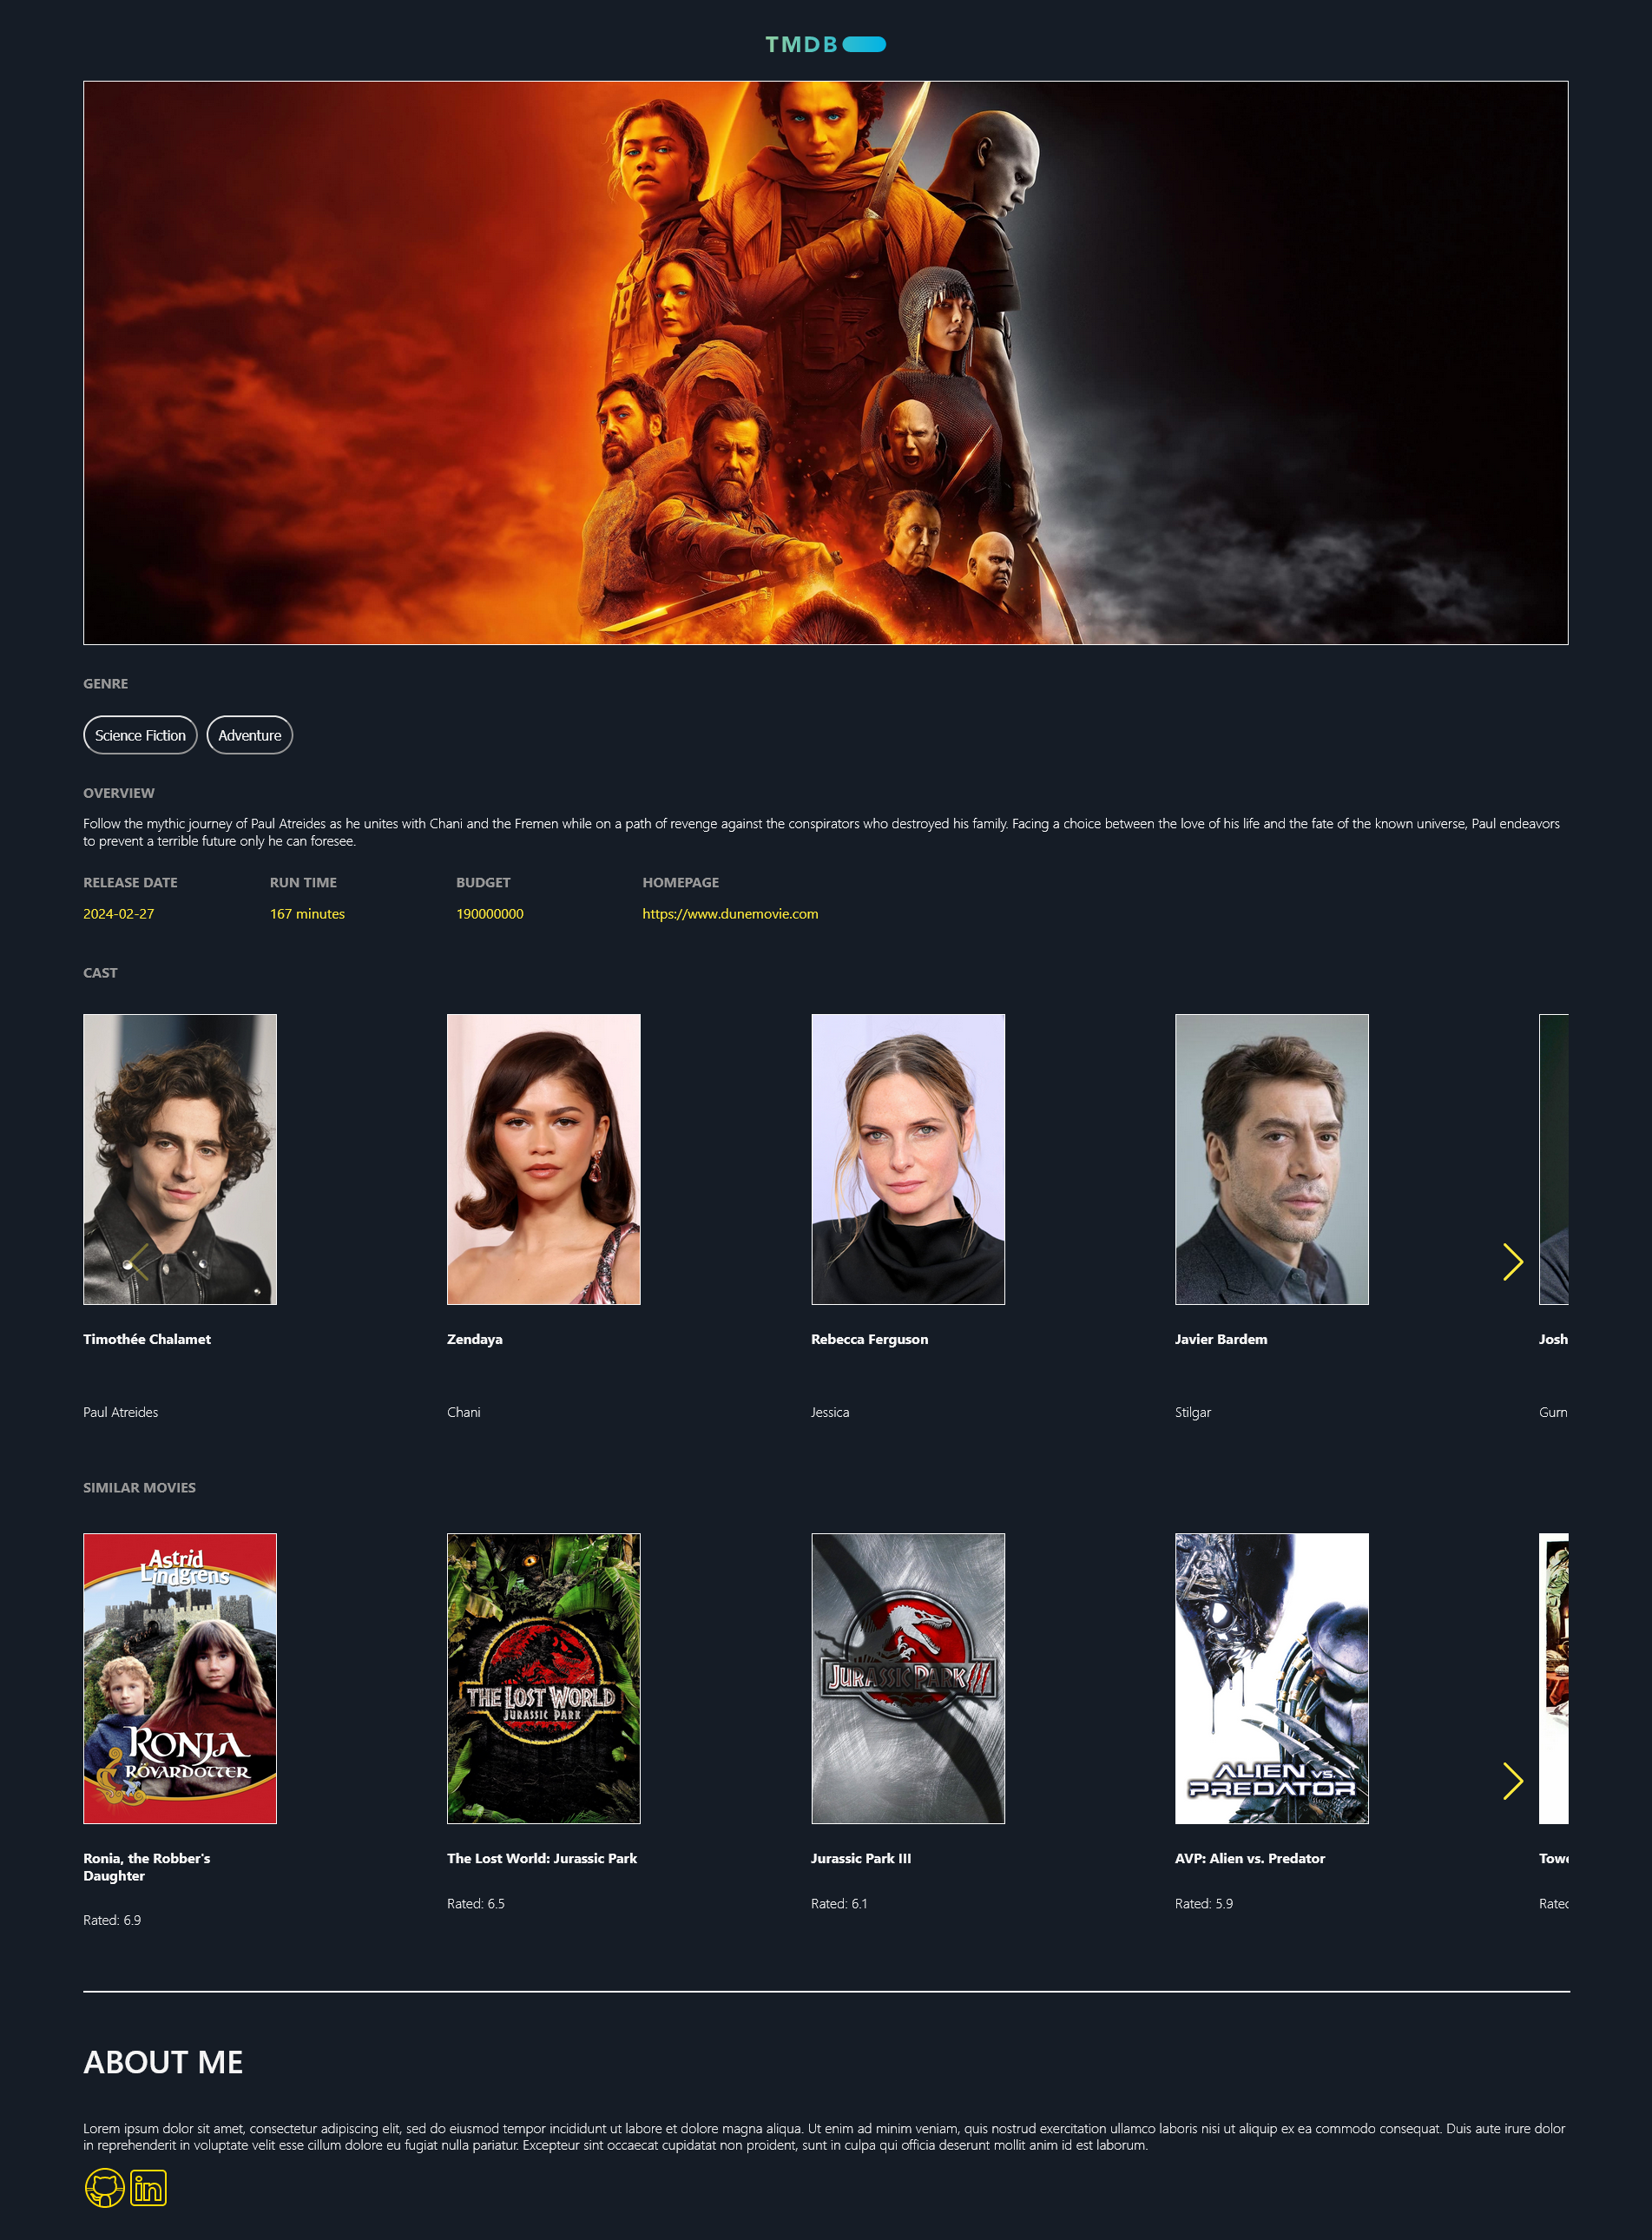 TMDB
GENRE
Science Fiction Adventure
OVERVIEW
Follow the mythic journey of Paul Atreides as he unites with Chani and the Fremen while on a path of revenge against the conspirators who destroyed his family. Facing a choice between the love of his life and the fate of the known universe, Paul endeavors
to prevent a terrible future only he can foresee.
RELEASE DATE RUN TIME BUDGET HOMEPAGE
2024-02-27 167 minutes 190000000 https://www.dunemovie.com
CAST
Timothée Chalamet Zendaya Rebecca Ferguson Javier Bardem Josh
Paul Atreides Chani Jessica Stilgar Gurn
SIMILAR MOVIES
Astrid
Lindgrens
RONJA
RÖVARDOTTER
THE LOST WORLD
JURASSIC PARK
JURASSIC PARK III
ALIEN VS.
PREDATOR
Ronia, the Robber's
Daughter
Rated: 6.9
The Lost World: Jurassic Park
Rated: 6.5
Jurassic Park III
Rated: 6.1
AVP: Alien vs. Predator
Rated: 5.9
Towe
Rated
ABOUT ME
Lorem ipsum dolor sit amet, consectetur adipiscing elit, sed do eiusmod tempor incididunt ut labore et dolore magna aliqua. Ut enim ad minim veniam, quis nostrud exercitation ullamco laboris nisi ut aliquip ex ea commodo consequat. Duis aute irure dolor
in reprehenderit in voluptate velit esse cillum dolore eu fugiat nulla pariatur. Excepteur sint occaecat cupidatat non proident, sunt in culpa qui officia deserunt mollit anim id est laborum.
in